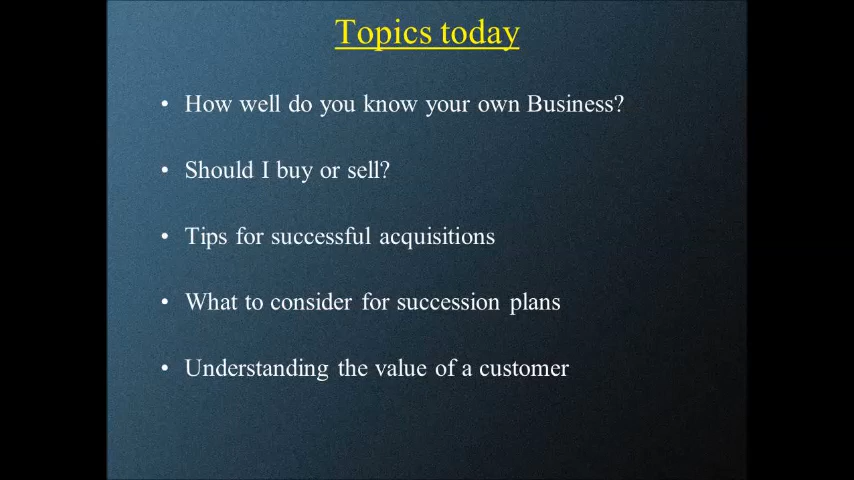 Topics today
• How well do you know your own Business?
• Should I buy or sell?
• Tips for successful acquisitions
• What to consider for succession plans
• Understanding the value of a customer